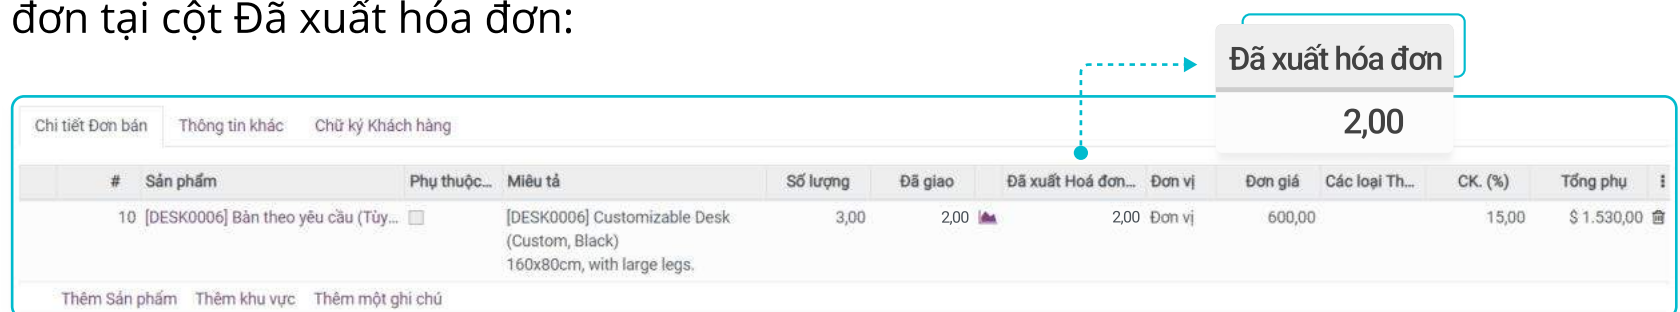 đơn tại cột Đã xuất hóa đơn:
Đã xuất hóa đơn
2,00
Chi tiết Đơn bán Thông tin khác Chữ ký Khách hàng
# Sản phẩm Phụ thuộc... Miêu tả Số lượng Đã giao Đã xuất Hoá đơn... Đơn vị Đơn giá Các loại Th... CK. (%) Tổng phụ
10 [DESK0006] Bàn theo yêu cầu (Tùy... [DESK0006] Customizable Desk 3,00 2,00 2,00 Đơn vị 600,00 15,00 $ 1.530,00
(Custom, Black)
160x80cm, with large legs.
Thêm Sản phẩm Thêm khu vực Thêm một ghi chú